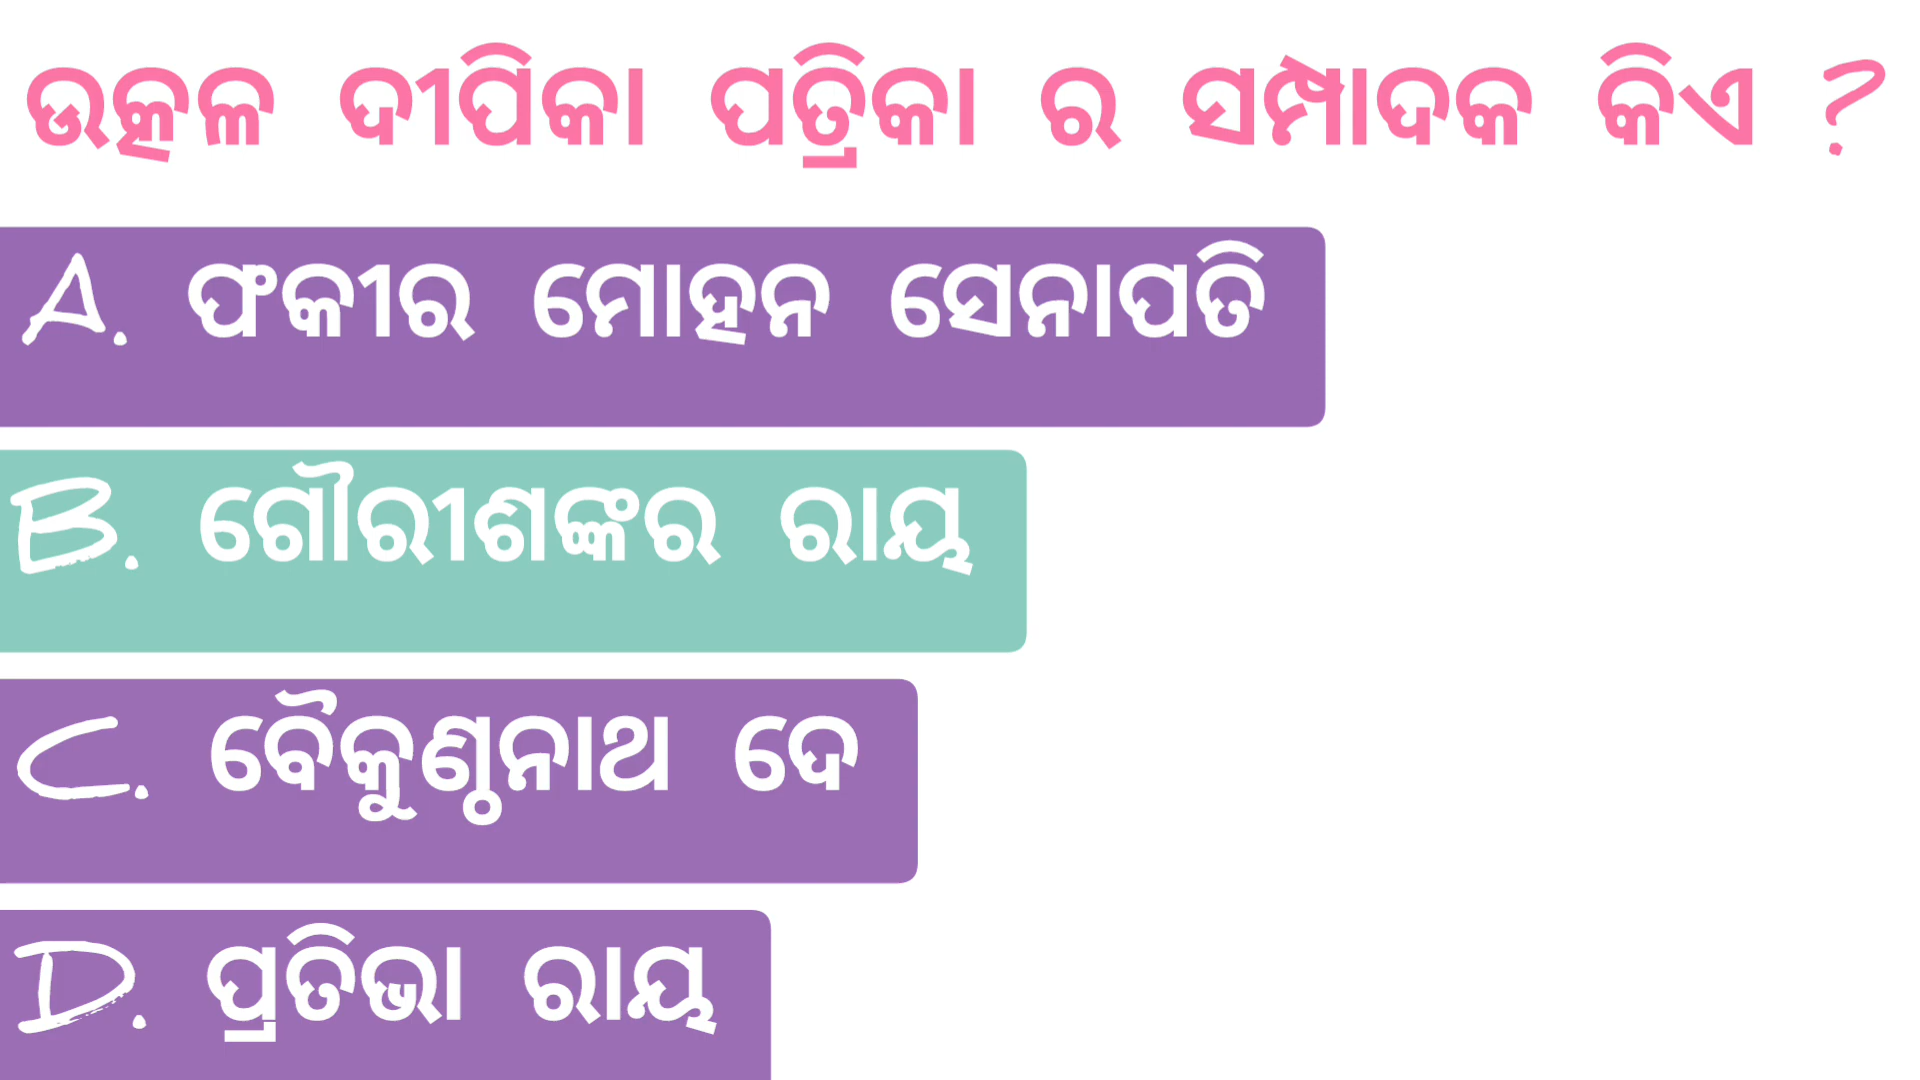 ଉତ୍କଳ ଦୀପିକା ପତ୍ରିକା ର ସମ୍ପାଦକ କିଏ ?
A. ଫକୀର ମୋହନ ସେନାପତି
B. ଗୌରୀଶଙ୍କର ରାୟ
C. ବୈକୁଣ୍ଠନାଥ ଦେ
D. ପ୍ରତିଭା ରାୟ